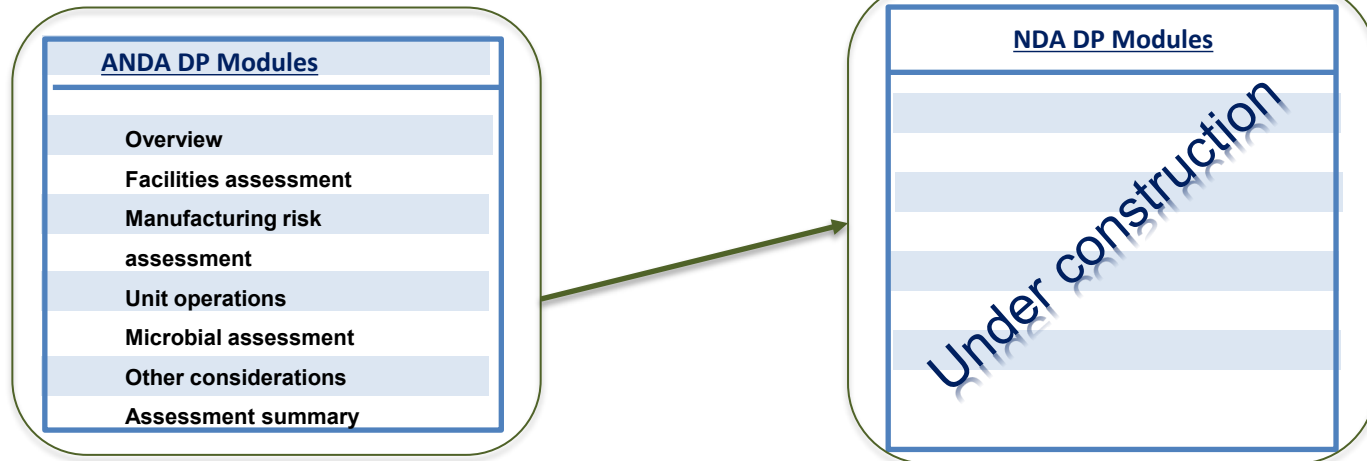 ANDA DP Modules
Overview
Facilities assessment
Manufacturing risk
assessment
Unit operations
Microbial assessment
Other considerations
Assessment summary
NDA DP Modules
Under construction